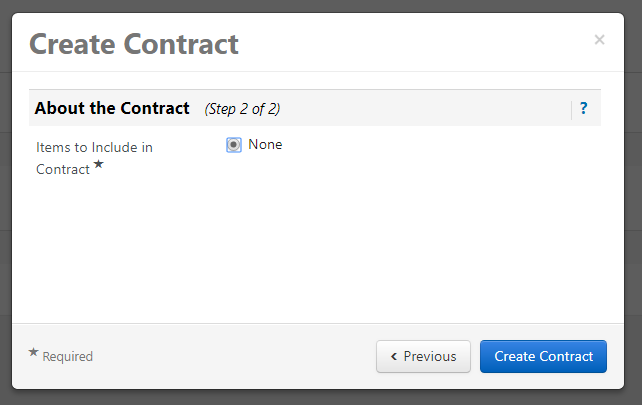 Create Contract ×
About the Contract (Step 2 of 2) ?
Items to Include in
Contract ★
None
★ Required
‹ Previous
Create Contract